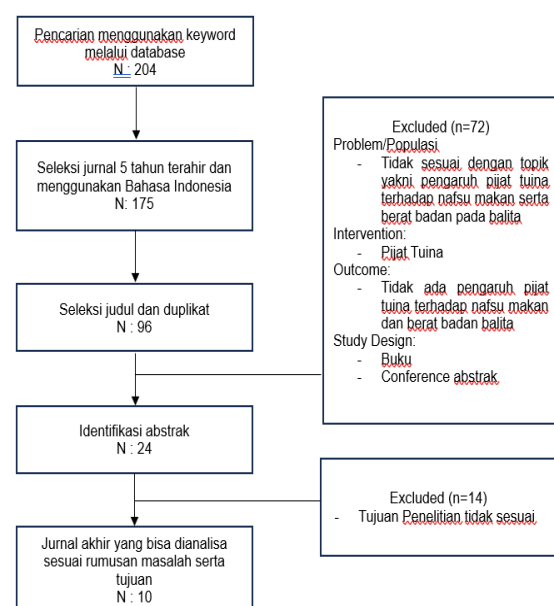 Pencarian menggunakan keyword
melalui database
N : 204
Seleksi jurnal 5 tahun terahir dan
menggunakan Bahasa Indonesia
N: 175
Seleksi judul dan duplikat
N : 96
Excluded (n=72)
Problem/Populasi
- Tidak sesuai dengan topik
yakni pengaruh pijat tuina
terhadap nafsu makan serta
berat badan pada balita
Intervention:
- Pijat Tuina
Outcome:
- Tidak ada pengaruh pijat
tuina terhadap nafsu makan
dan berat badan balita
Study Design:
- Buku
- Conference abstrak
Identifikasi abstrak
N : 24
Excluded (n=14)
- Tujuan Penelitian tidak sesuai
Jurnal akhir yang bisa dianalisa
sesuai rumusan masalah serta
tujuan
N : 10